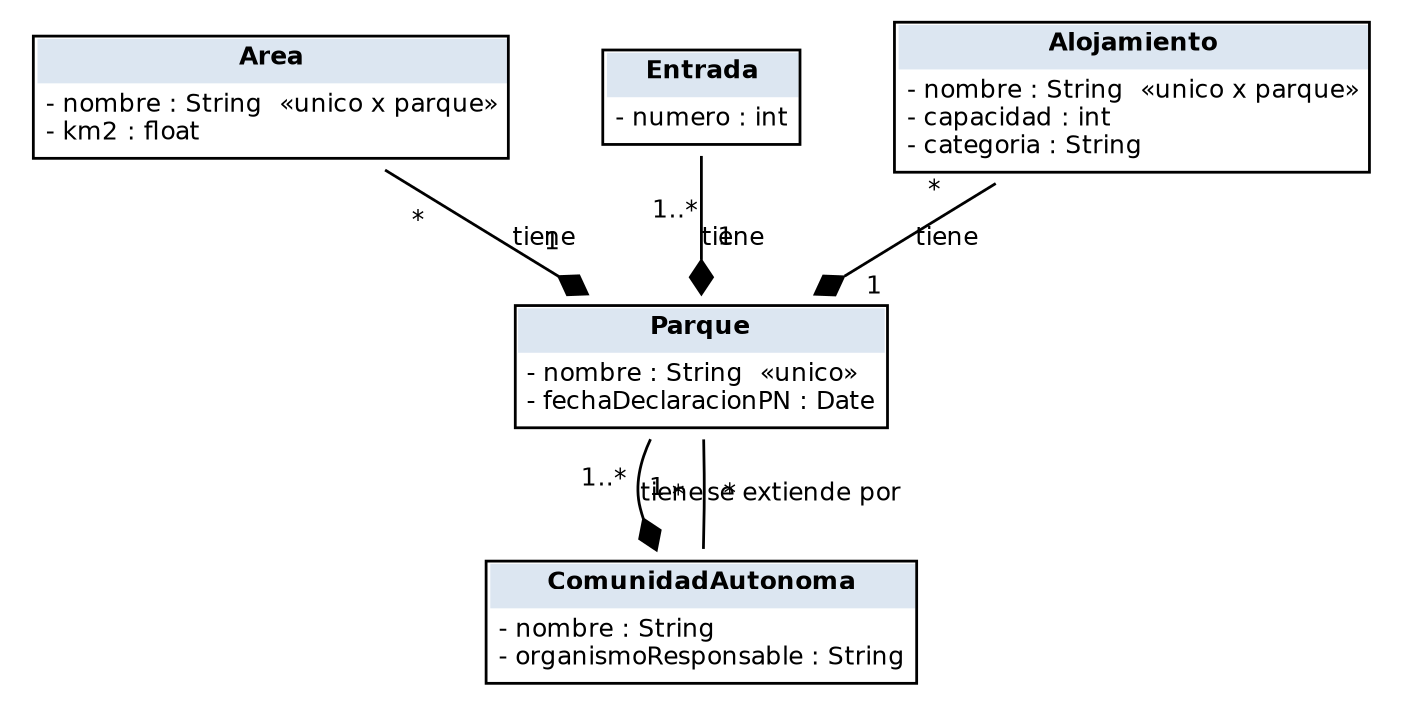 Area
- nombre : String «unico x parque»
- km2 : float
Entrada
- numero : int
Alojamiento
- nombre : String «unico x parque»
- capacidad : int
- categoria : String
*
tiene
1
1..*
tiene
1
*
tiene
1
Parque
- nombre : String «unico»
- fechaDeclaracionPN : Date
1..*
tiene
1
*
se extiende por
*
ComunidadAutonoma
- nombre : String
- organismoResponsable : String